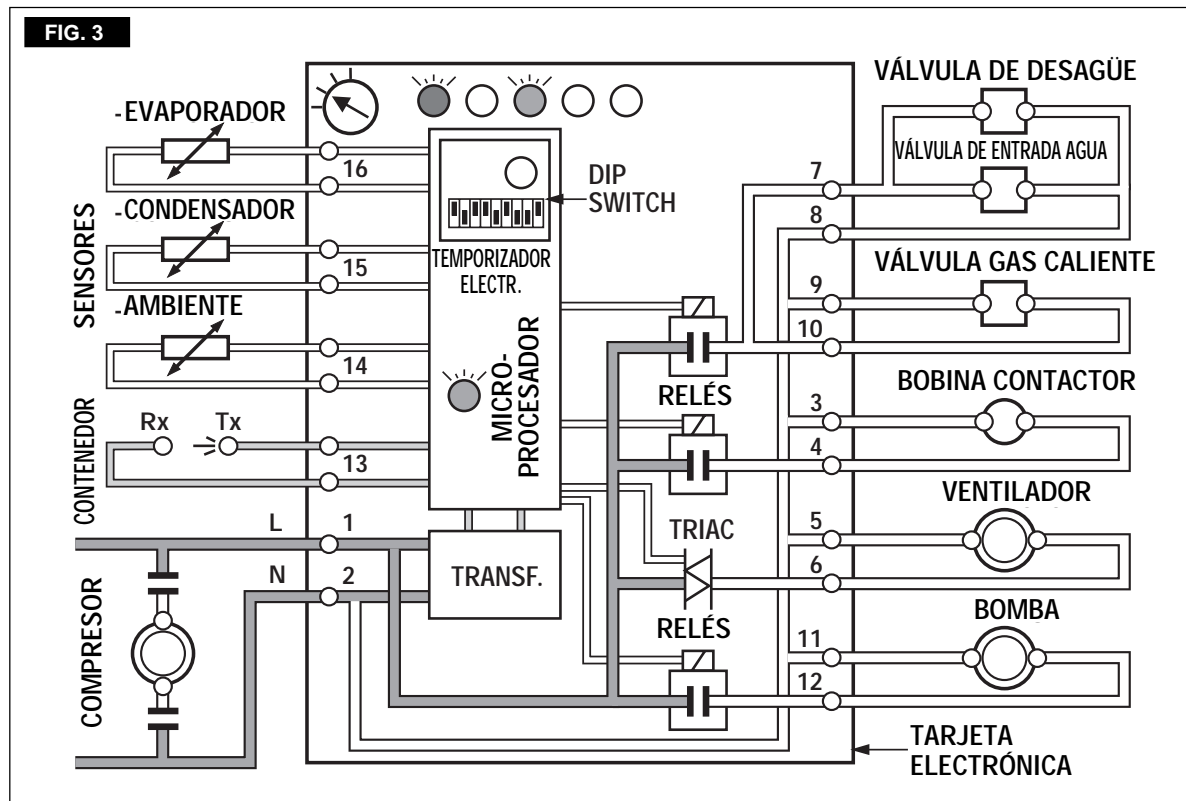 FIG. 3
-EVAPORADOR
16
-CONDENSADOR
15
-AMBIENTE
14
SENSORES
CONTENEDOR
Rx
Tx
13
L
1
N
2
COMPRESOR
DIP
SWITCH
TEMPORIZADOR
ELECTR.
MICRO-
PROCESADOR
TRANSF.
RELÉS
TRIAC
RELÉS
VÁLVULA DE DESAGÜE
VÁLVULA DE ENTRADA AGUA
7
8
VÁLVULA GAS CALIENTE
9
10
BOBINA CONTACTOR
3
4
VENTILADOR
5
6
BOMBA
11
12
TARJETA
ELECTRÓNICA